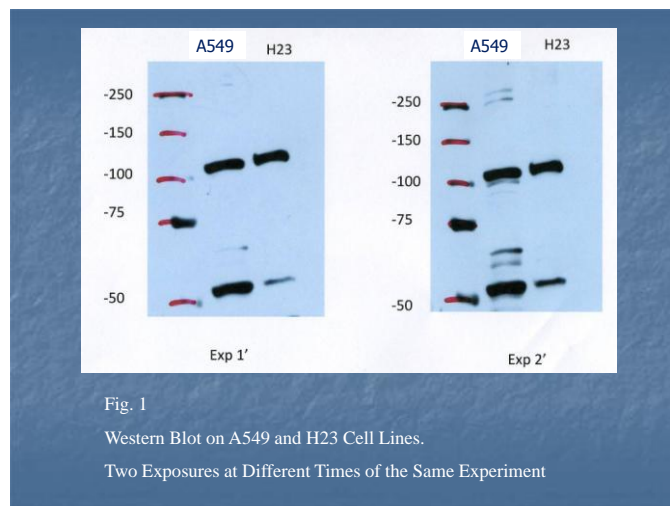 A549 H23
-250
-150
-100
-75
-50
Exp 1'
A549 H23
-250
-150
-100
-75
-50
Exp 2'
Fig. 1
Western Blot on A549 and H23 Cell Lines.
Two Exposures at Different Times of the Same Experiment